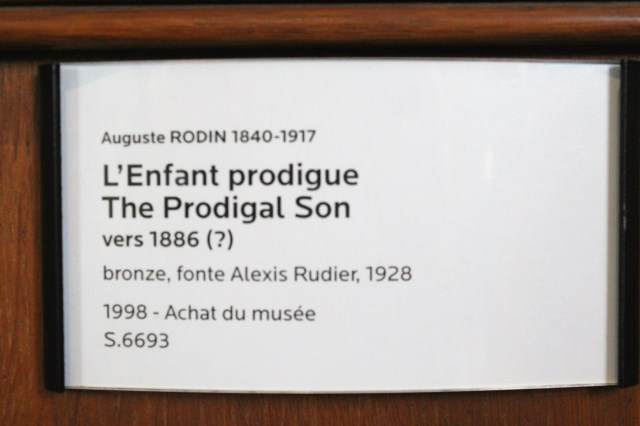 Auguste RODIN 1840-1917
L'Enfant prodigue
The Prodigal Son
vers 1886 (?)
bronze, fonte Alexis Rudier, 1928
1998 - Achat du musée
S.6693